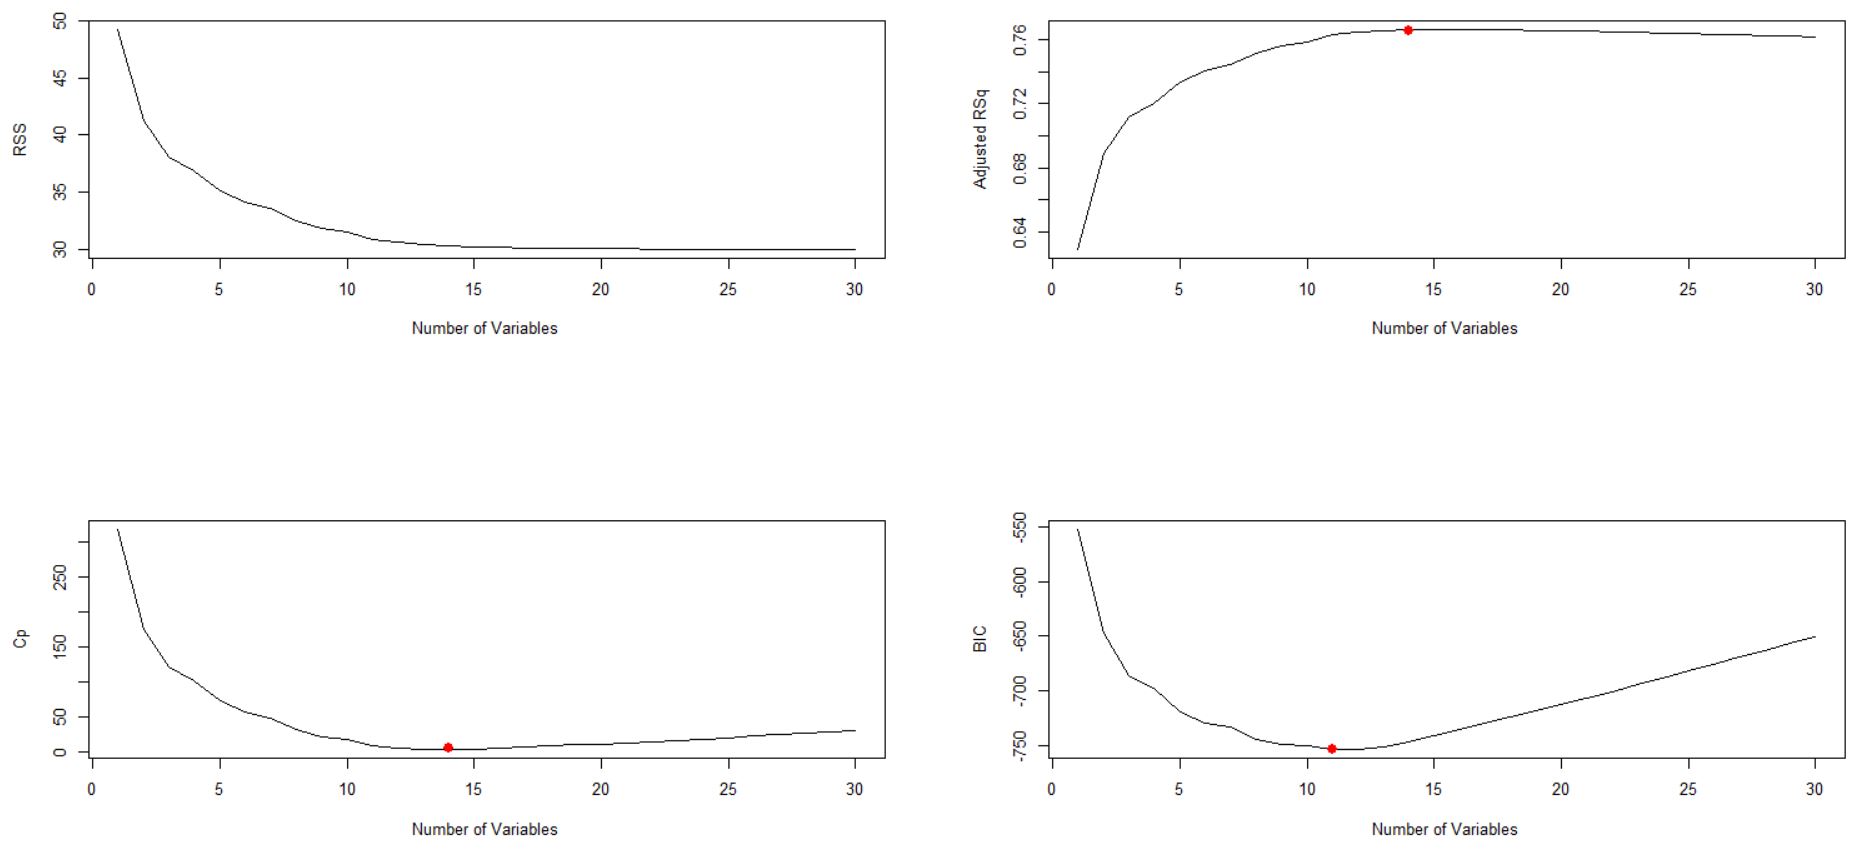 RSS
50
45
40
35
30
0 5 10 15 20 25 30
Number of Variables
Adjusted RSq
0.76
0.72
0.68
0.64
0 5 10 15 20 25 30
Number of Variables
Cp
250
150
50
0
0 5 10 15 20 25 30
Number of Variables
BIC
-550
-600
-650
-700
-750
0 5 10 15 20 25 30
Number of Variables